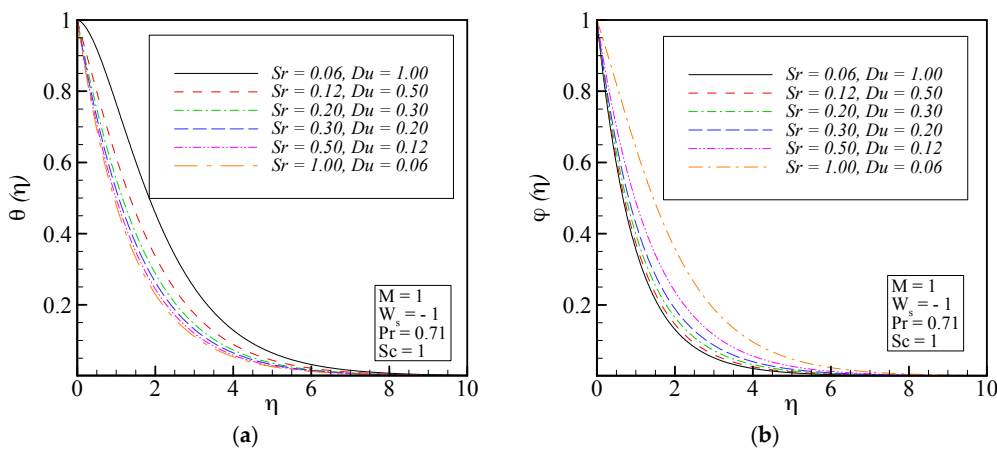 1
0.8
0.6
0.4
0.2
θ (η)
Sr = 0.06, Du = 1.00
Sr = 0.12, Du = 0.50
Sr = 0.20, Du = 0.30
Sr = 0.30, Du = 0.20
Sr = 0.50, Du = 0.12
Sr = 1.00, Du = 0.06
M = 1
W_s = - 1
Pr = 0.71
Sc = 1
0 2 4 6 8 10
η
(a)
1
0.8
0.6
0.4
0.2
φ (η)
Sr = 0.06, Du = 1.00
Sr = 0.12, Du = 0.50
Sr = 0.20, Du = 0.30
Sr = 0.30, Du = 0.20
Sr = 0.50, Du = 0.12
Sr = 1.00, Du = 0.06
M = 1
W_s = - 1
Pr = 0.71
Sc = 1
0 2 4 6 8 10
η
(b)